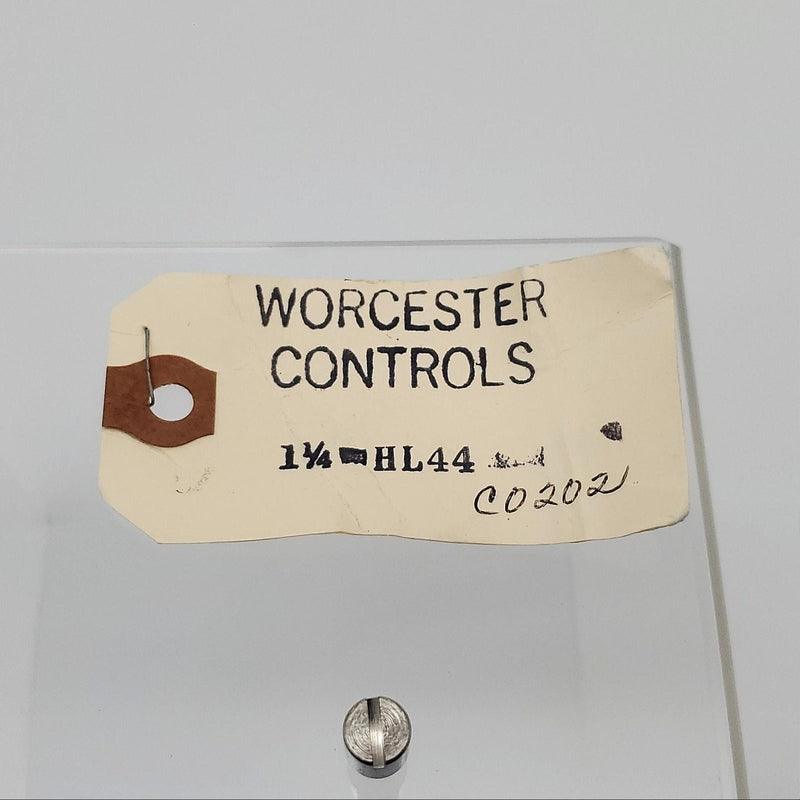 WORCESTER
CONTROLS
1¼-HL44
C0202